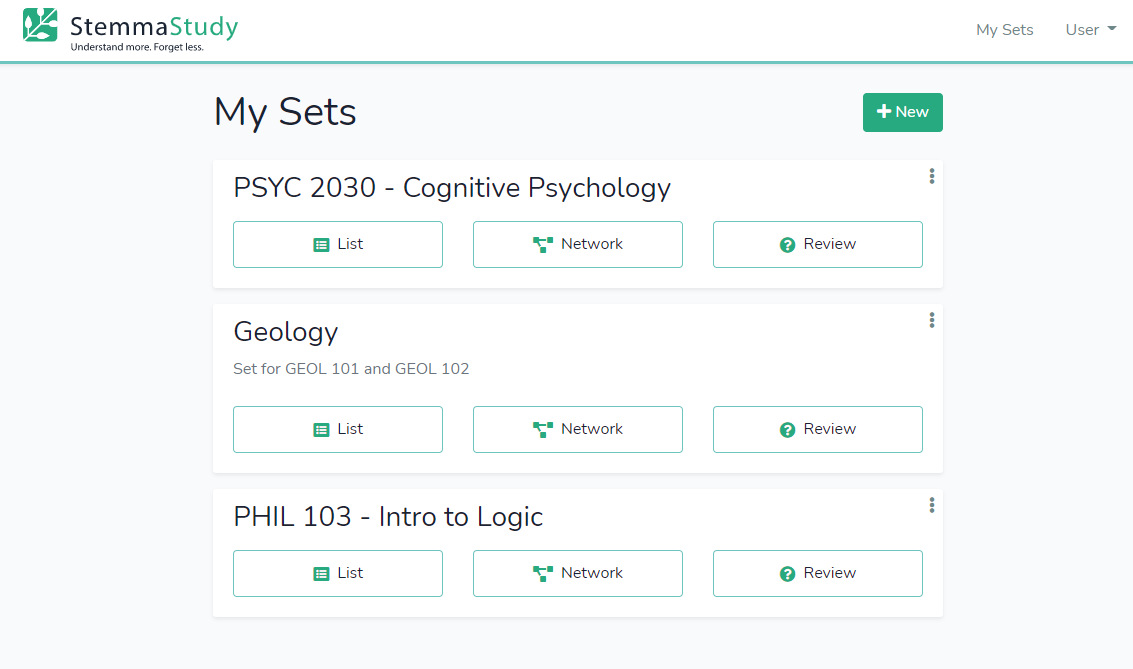 StemmaStudy
Understand more. Forget less.
My Sets User
My Sets
New
PSYC 2030 - Cognitive Psychology
List Network Review
Geology
Set for GEOL 101 and GEOL 102
List Network Review
PHIL 103 - Intro to Logic
List Network Review